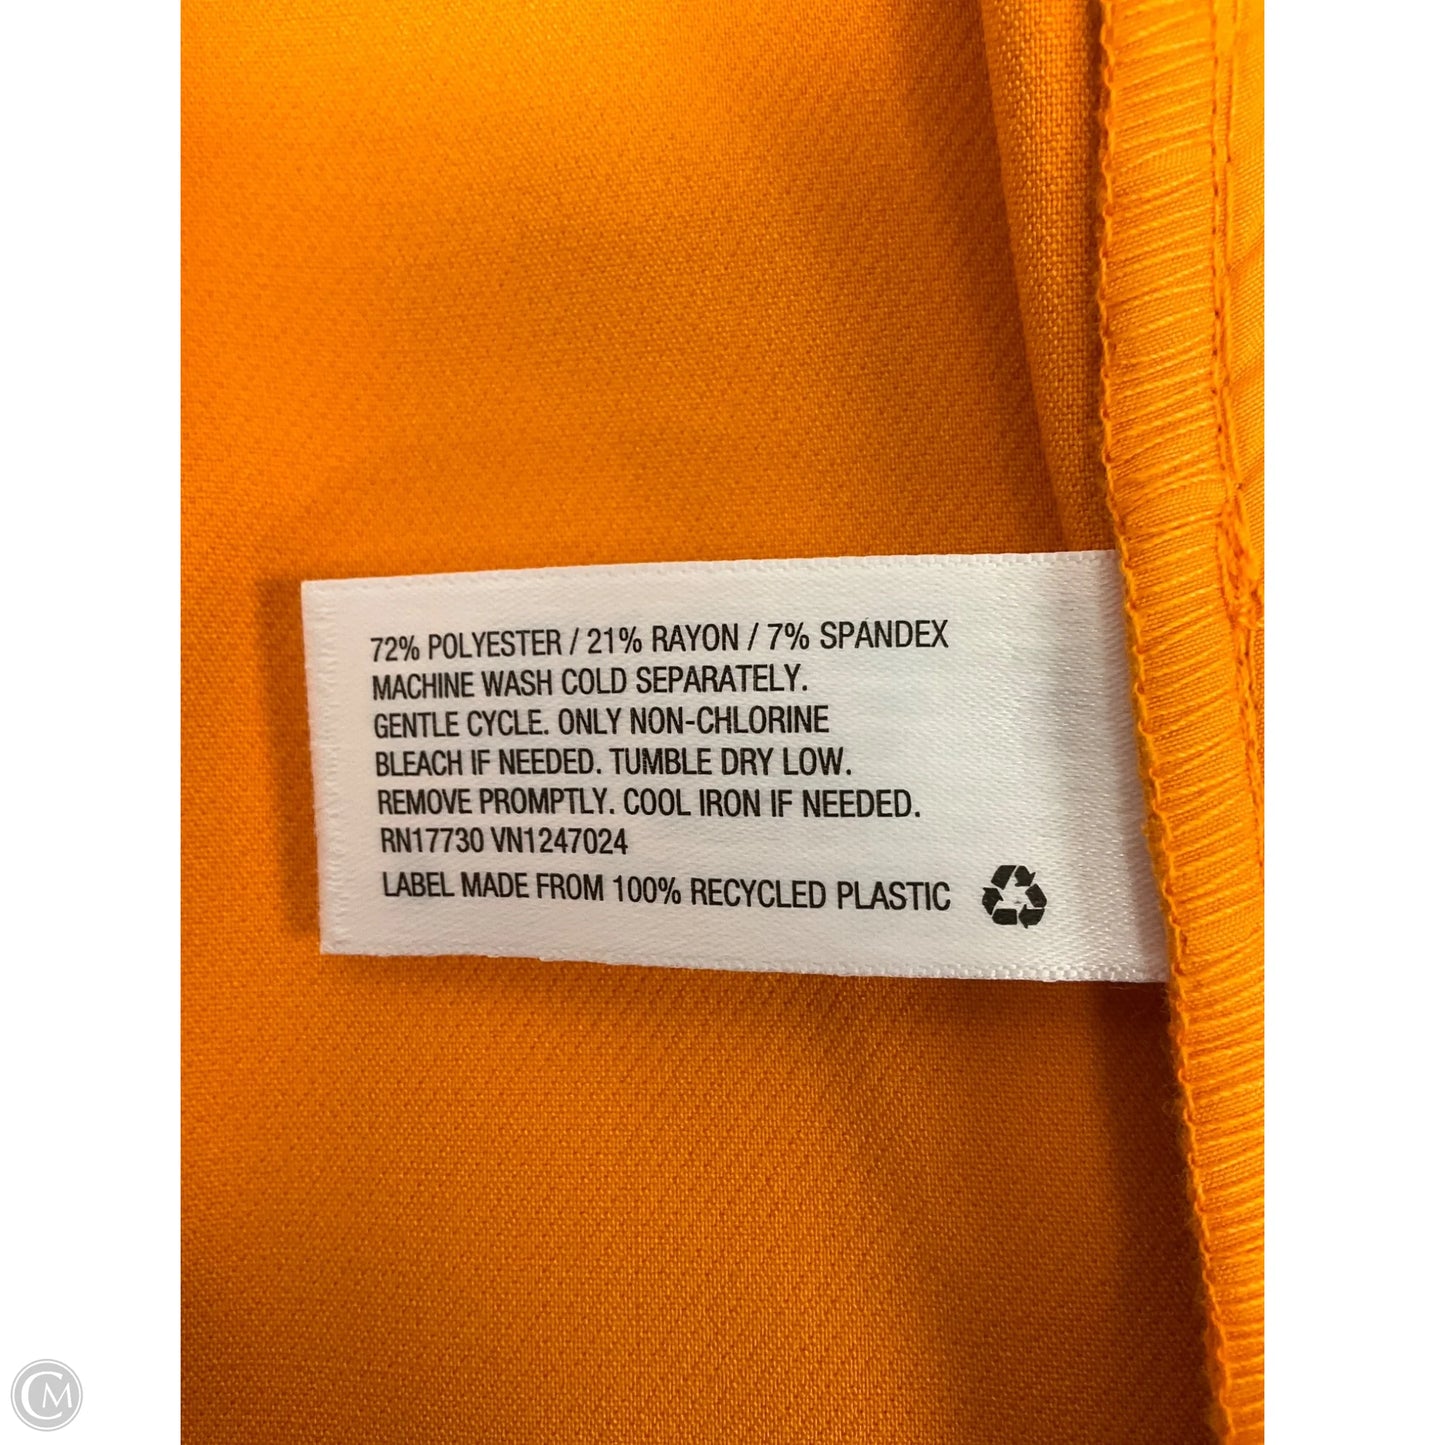 72% POLYESTER / 21% RAYON / 7% SPANDEX
MACHINE WASH COLD SEPARATELY.
GENTLE CYCLE. ONLY NON-CHLORINE
BLEACH IF NEEDED. TUMBLE DRY LOW.
REMOVE PROMPTLY. COOL IRON IF NEEDED.
RN17730 VN1247024
LABEL MADE FROM 100% RECYCLED PLASTIC
CM